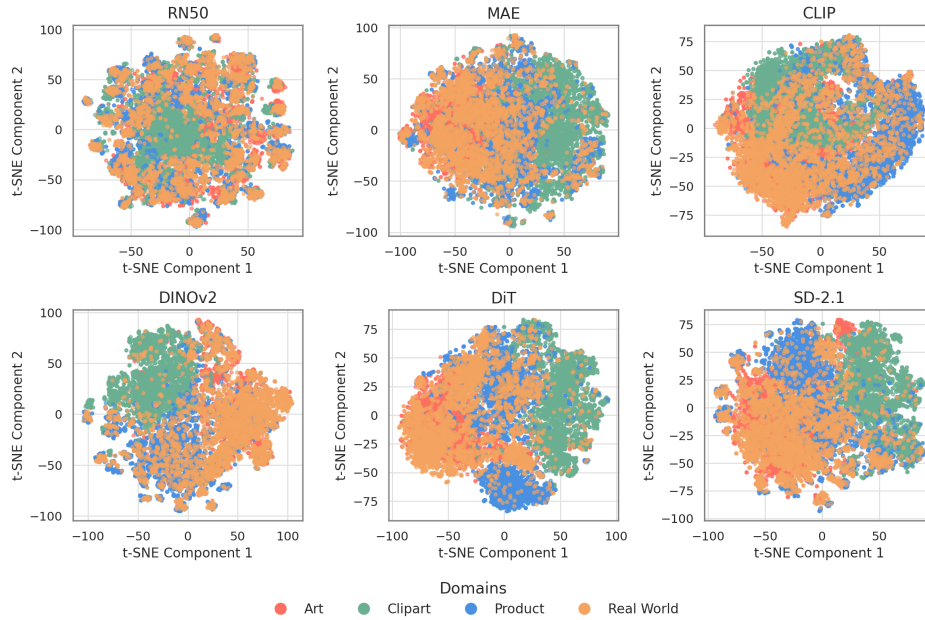 RN50
MAE
CLIP
t-SNE Component 2
100
50
0
−50
−100
−50
0
50
t-SNE Component 1
t-SNE Component 2
100
50
0
−50
−100
−100
−50
0
50
t-SNE Component 1
t-SNE Component 2
75
50
25
0
−25
−50
−75
−50
0
50
t-SNE Component 1
DINOv2
DiT
SD-2.1
t-SNE Component 2
100
50
0
−50
−100
−100
−50
0
50
100
t-SNE Component 1
t-SNE Component 2
75
50
25
0
−25
−50
−75
−100
−50
0
50
100
t-SNE Component 1
t-SNE Component 2
75
50
25
0
−25
−50
−75
−100
−100
−50
0
50
t-SNE Component 1
Domains
Art
Clipart
Product
Real World